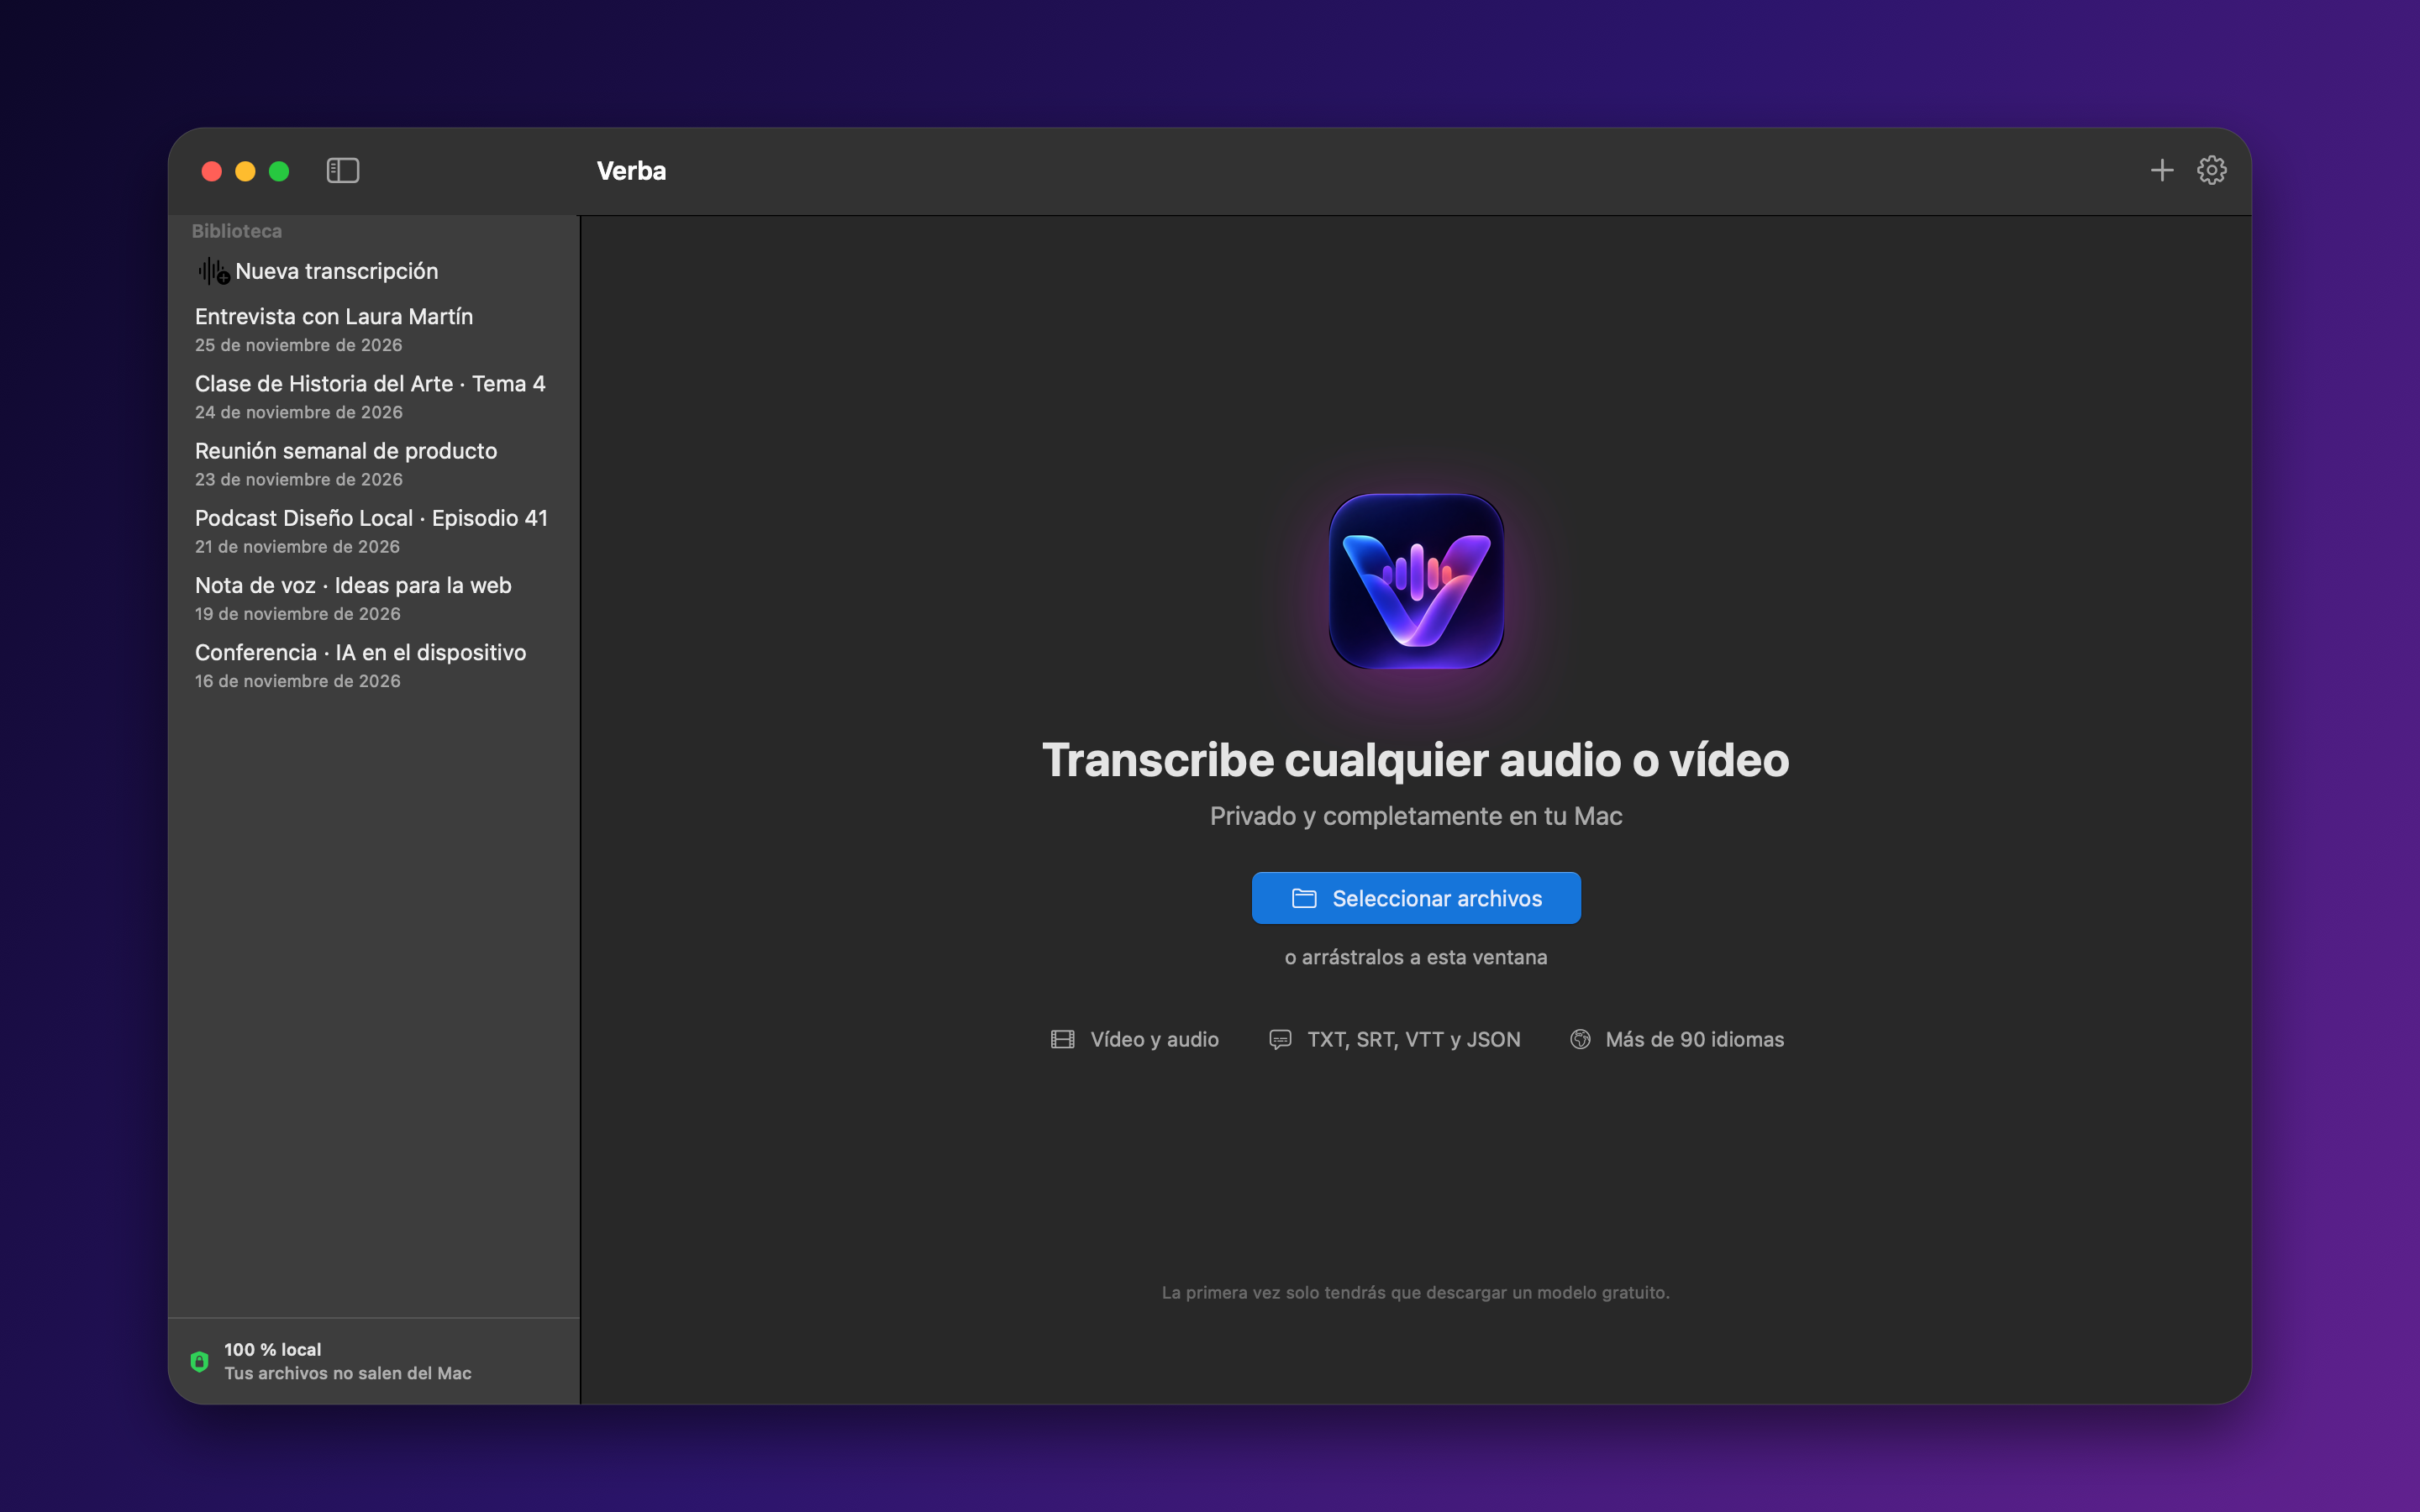 Verba
Biblioteca
Nueva transcripción
Entrevista con Laura Martín
25 de noviembre de 2026
Clase de Historia del Arte · Tema 4
24 de noviembre de 2026
Reunión semanal de producto
23 de noviembre de 2026
Podcast Diseño Local · Episodio 41
21 de noviembre de 2026
Nota de voz · Ideas para la web
19 de noviembre de 2026
Conferencia · IA en el dispositivo
16 de noviembre de 2026
100 % local
Tus archivos no salen del Mac
Transcribe cualquier audio o vídeo
Privado y completamente en tu Mac
Seleccionar archivos
o arrástralos a esta ventana
Vídeo y audio
TXT, SRT, VTT y JSON
Más de 90 idiomas
La primera vez solo tendrás que descargar un modelo gratuito.